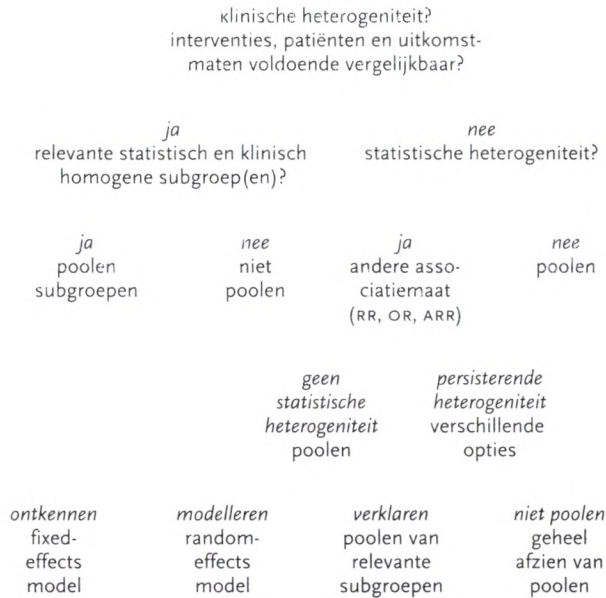 Klinische heterogeniteit?
interventies, patiënten en uitkomst-
maten voldoende vergelijkbaar?
ja
nee
relevante statistisch en klinisch
homogene subgroep(en)?
statistische heterogeniteit?
ja
poolen
subgroepen
nee
niet
poolen
ja
andere asso-
ciatiemaat
(RR, OR, ARR)
nee
poolen
geen
statistische
heterogeniteit
poolen
persisterende
heterogeniteit
verschillende
opties
ontkennen
fixed-
effects
model
modelleren
random-
effects
model
verklaren
poolen van
relevante
subgroepen
niet poolen
geheel
afzien van
poolen